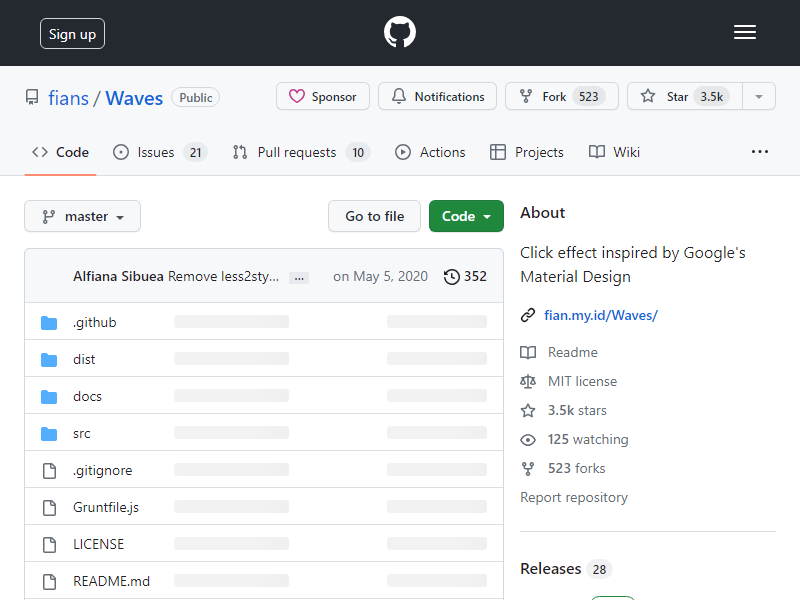 Sign up
fians / Waves Public
Sponsor Notifications Fork 523 Star 3.5k
Code Issues 21 Pull requests 10 Actions Projects Wiki
master Go to file Code
Alfiana Sibuea Remove less2sty... ... on May 5, 2020 352
.github
dist
docs
src
.gitignore
Gruntfile.js
LICENSE
README.md
About
Click effect inspired by Google's
Material Design
fian.my.id/Waves/
Readme
MIT license
3.5k stars
125 watching
523 forks
Report repository
Releases 28